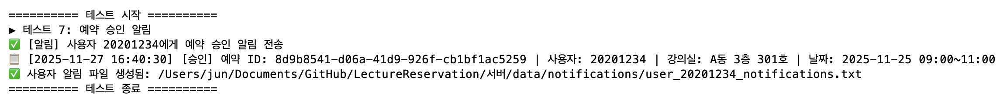 ========== 테스트 시작 ==========
▶ 테스트 7: 예약 승인 알림
✅ [알림] 사용자 20201234에게 예약 승인 알림 전송
📋 [2025-11-27 16:40:30] [승인] 예약 ID: 8d9b8541-d06a-41d9-926f-cb1bf1ac5259 | 사용자: 20201234 | 강의실: A동 3층 301호 | 날짜: 2025-11-25 09:00~11:00
✅ 사용자 알림 파일 생성됨: /Users/jun/Documents/GitHub/LectureReservation/서버/data/notifications/user_20201234_notifications.txt
========== 테스트 종료 ==========